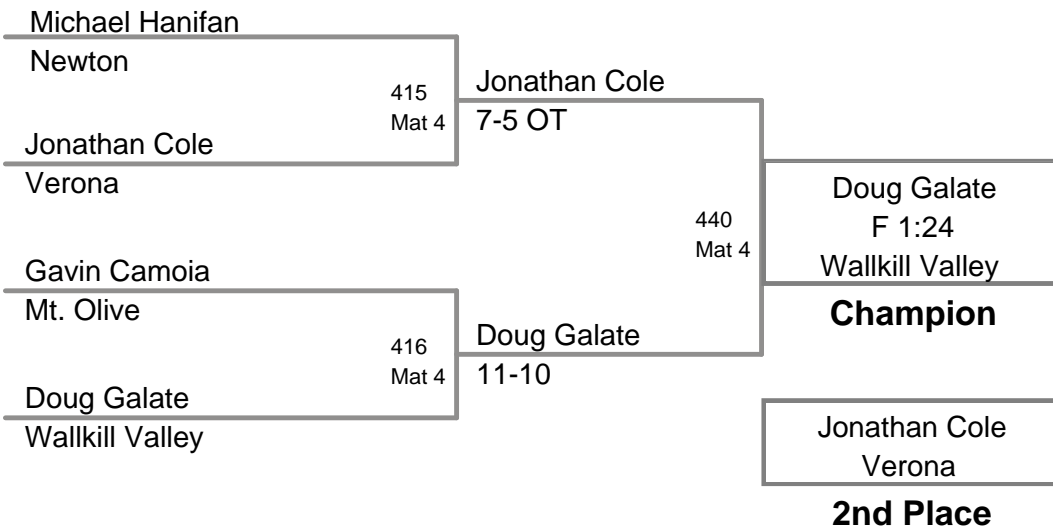 Michael Hanifan
Newton
415
Mat 4
Jonathan Cole
7-5 OT
Jonathan Cole
Verona
Doug Galate
F 1:24
Wallkill Valley
Champion
440
Mat 4
Gavin Camoia
Mt. Olive
416
Mat 4
Doug Galate
11-10
Doug Galate
Wallkill Valley
Jonathan Cole
Verona
2nd Place